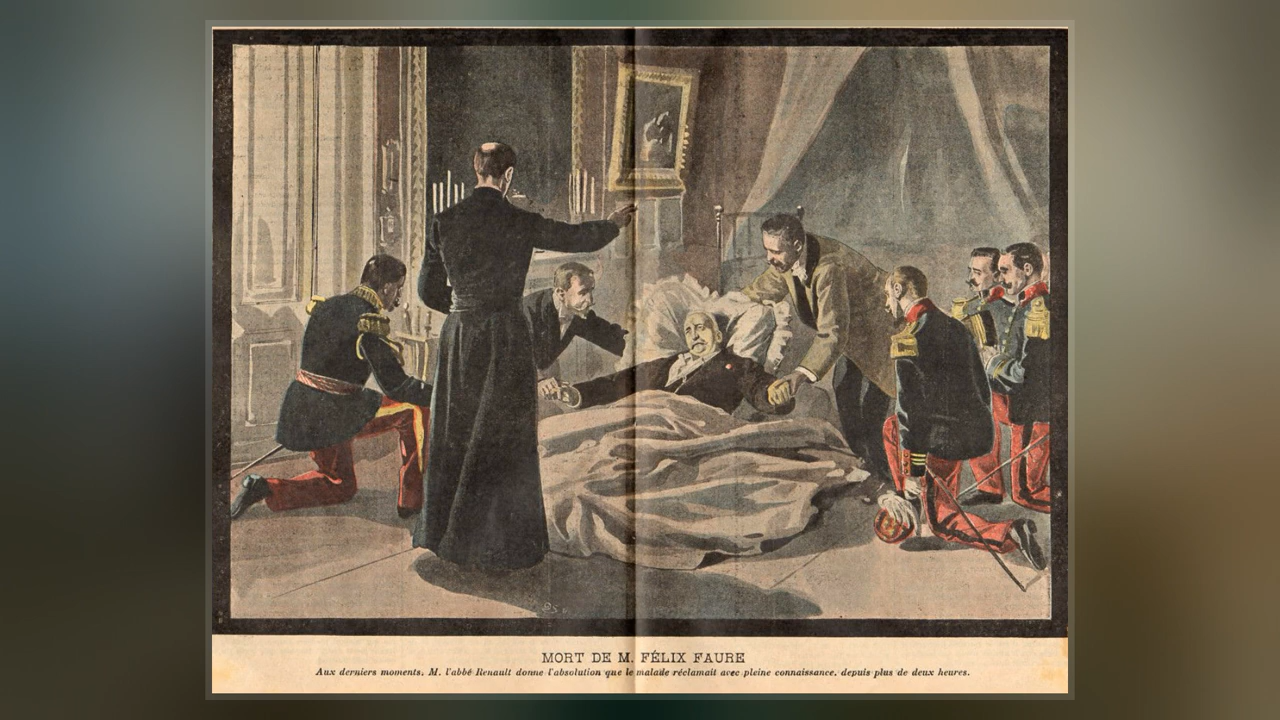 MORT DE M. FÉLIX FAURE
Aux derniers moments, M. l'abbé Renault donne l'absolution que le malade réclamait avec pleine connaissance, depuis plus de deux heures.